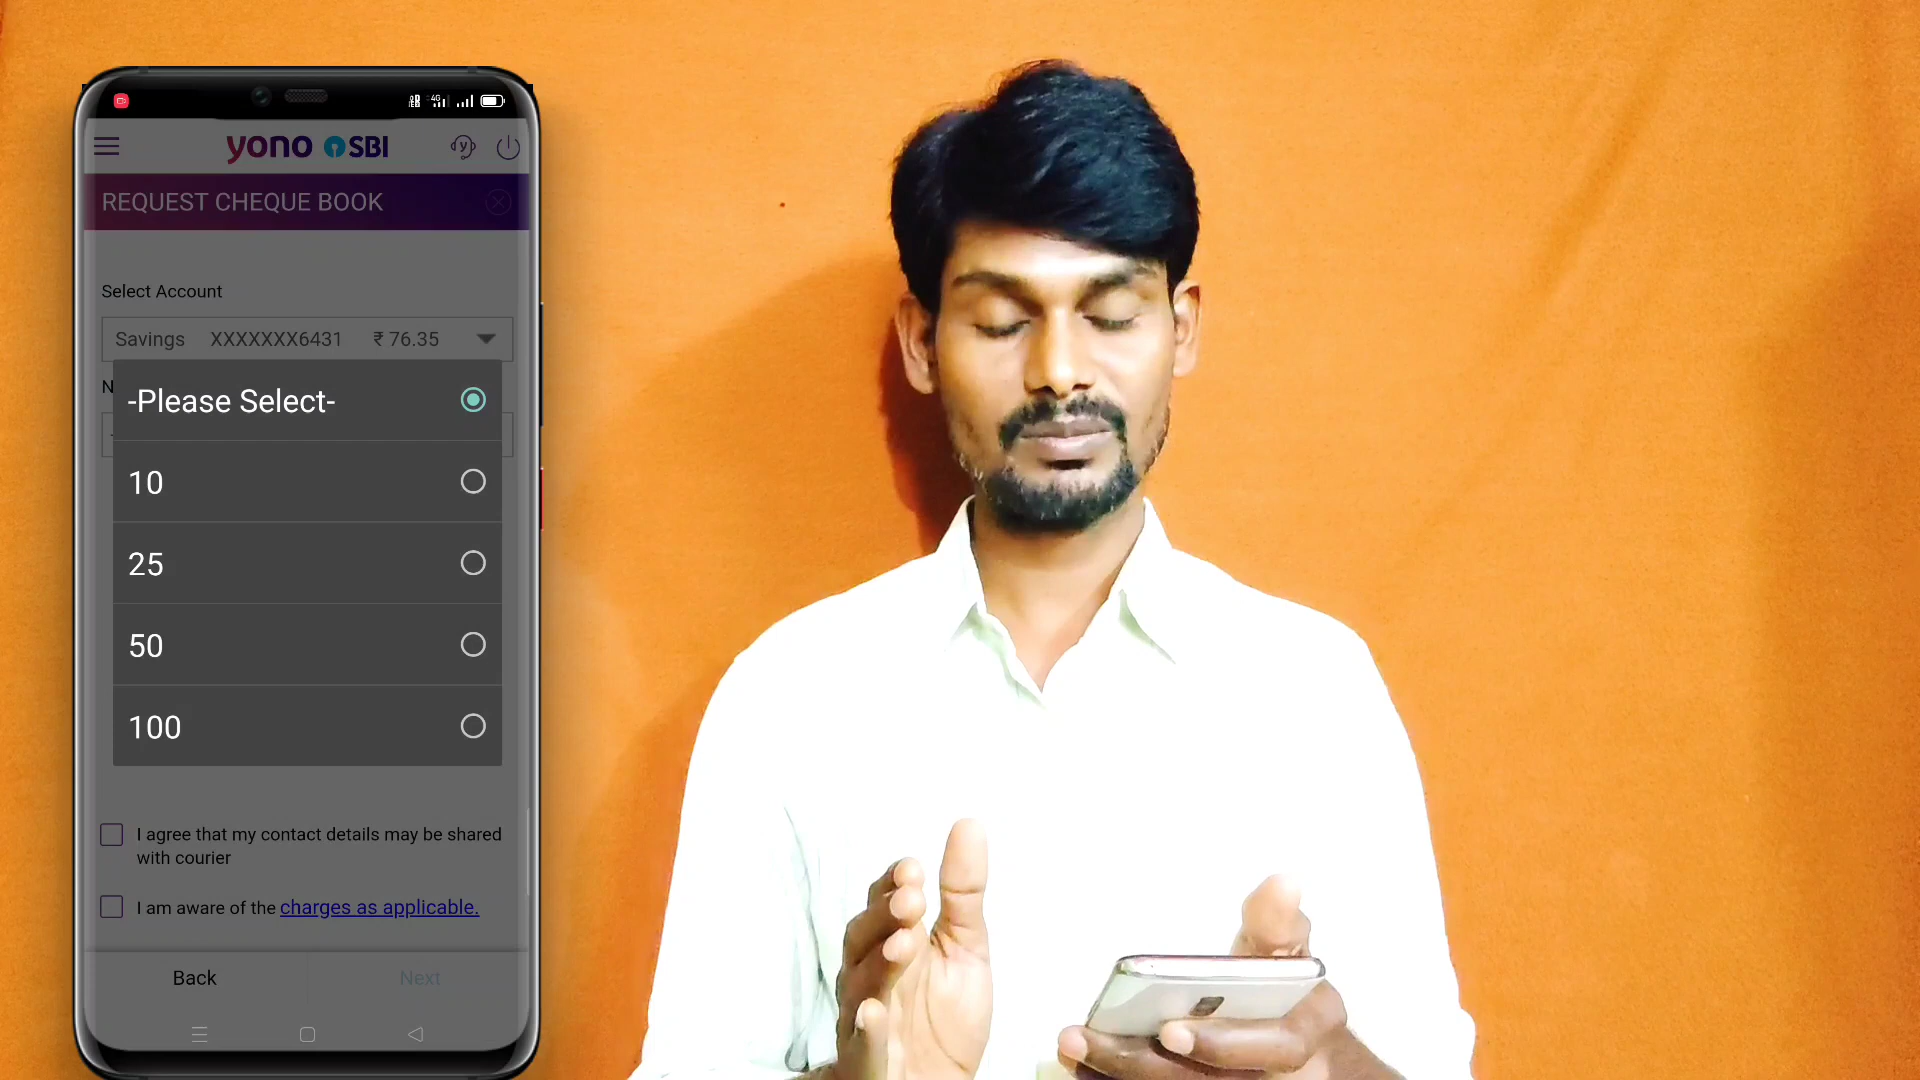 4G
yono SBI
REQUEST CHEQUE BOOK
Select Account
Savings XXXXXXX6431 ₹ 76.35
N
-Please Select-
10
25
50
100
I agree that my contact details may be shared
with courier
I am aware of the charges as applicable.
Back Next